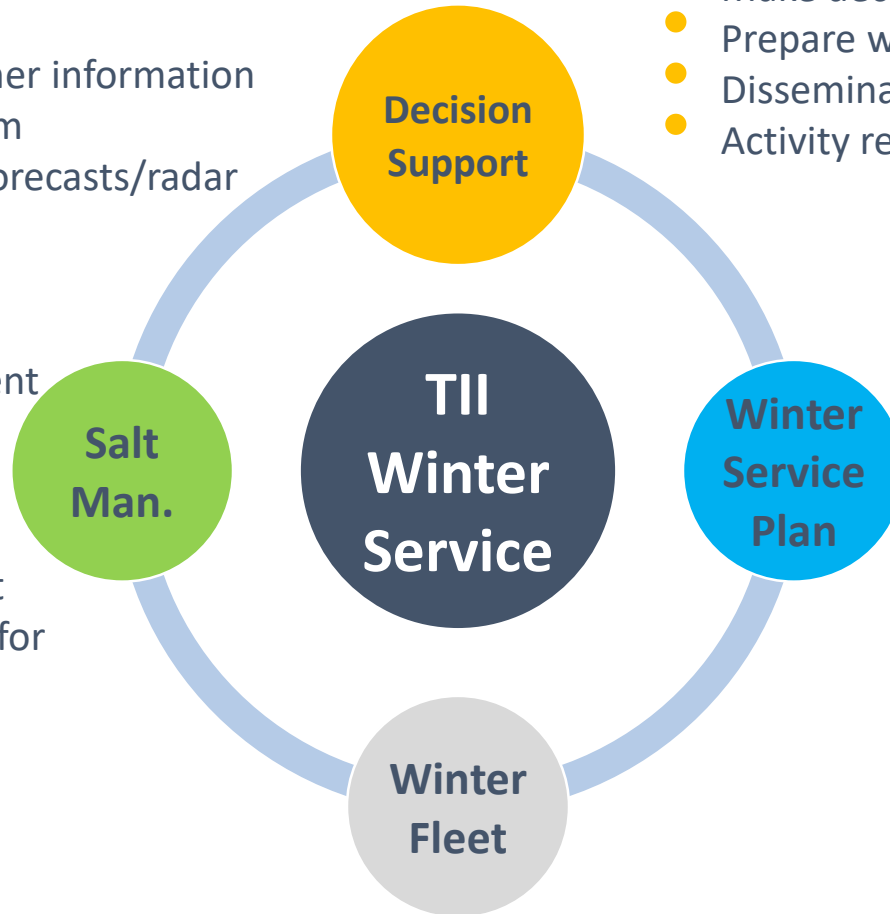 Prepare
Dissemina
Activity re
her information
m
orecasts/radar
Decision
Support
ent
Salt
Man.
TII
Winter
Service
Winter
Service
Plan
t
for
Winter
Fleet